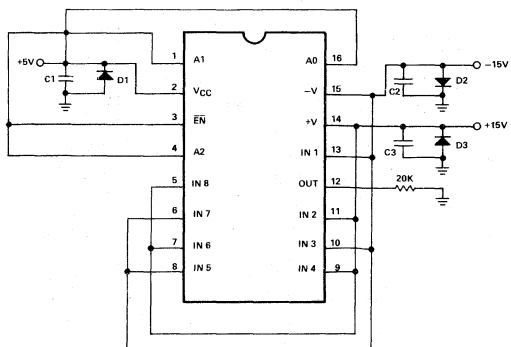 +5V
C1
D1
1 A1
2 VCC
3 EN
4 A2
5 IN 8
6 IN 7
7 IN 6
8 IN 5
A0 16
-V 15
+V 14
IN 1 13
OUT 12
IN 2 11
IN 3 10
IN 4 9
-15V
C2
D2
+15V
C3
D3
20K